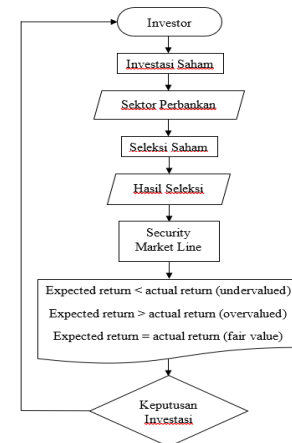 Investor
Investasi Saham
Sektor Perbankan
Seleksi Saham
Hasil Seleksi
Security
Market Line
Expected return < actual return (undervalued)
Expected return > actual return (overvalued)
Expected return = actual return (fair value)
Keputusan
Investasi